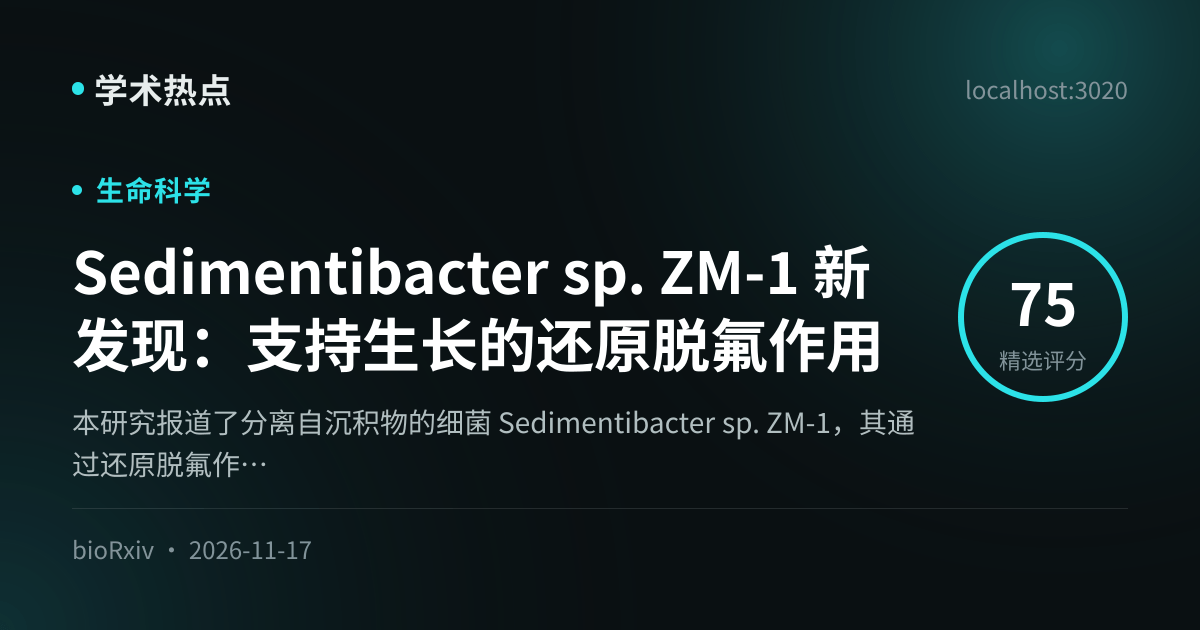 学术热点
localhost:3020
生命科学
Sedimentibacter sp. ZM-1 新
发现：支持生长的还原脱氟作用
75
精选评分
本研究报道了分离自沉积物的细菌 Sedimentibacter sp. ZM-1，其通
过还原脱氟作…
bioRxiv · 2026-11-17